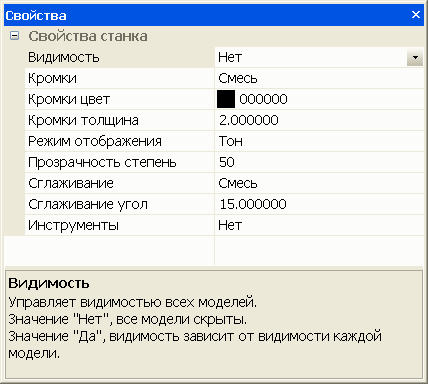 Свойства
Свойства станка
Видимость Нет
Кромки Смесь
Кромки цвет 000000
Кромки толщина 2.000000
Режим отображения Тон
Прозрачность степень 50
Сглаживание Смесь
Сглаживание угол 15.000000
Инструменты Нет
Видимость
Управляет видимостью всех моделей.
Значение "Нет", все модели скрыты.
Значение "Да", видимость зависит от видимости каждой
модели.